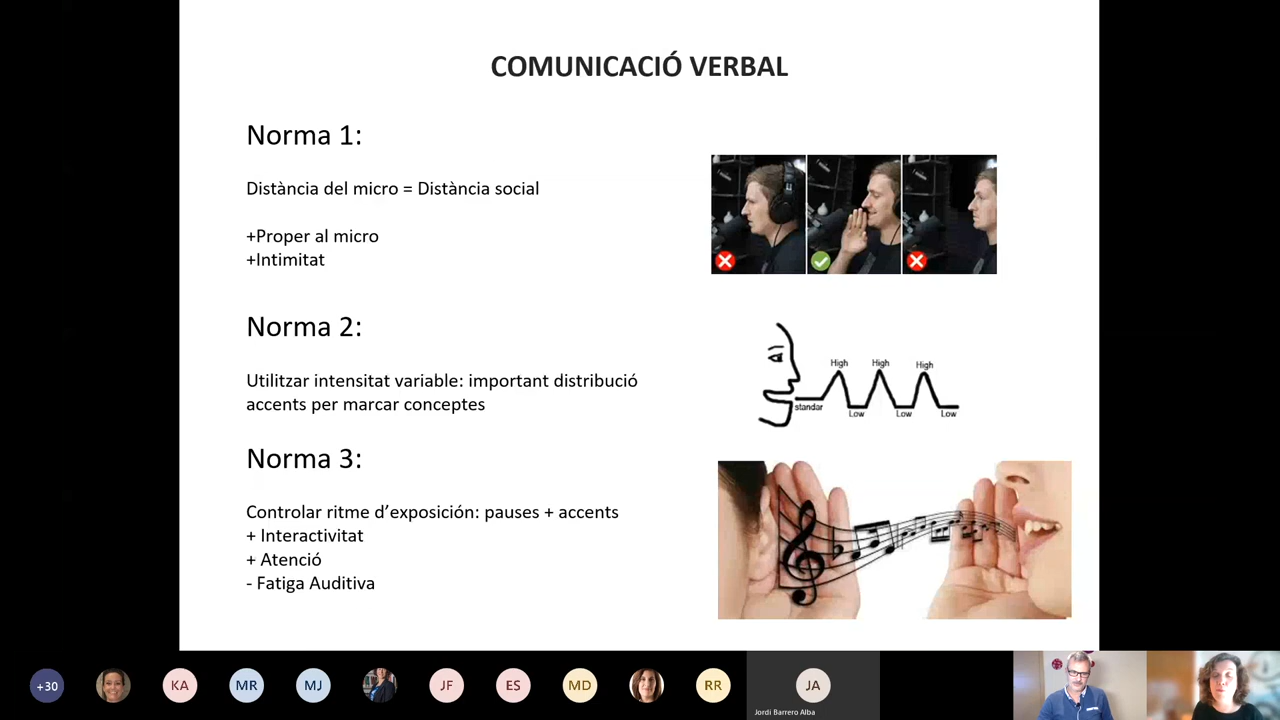 COMUNICACIÓ VERBAL
Norma 1:
Distància del micro = Distància social
+Proper al micro
+Intimitat
Norma 2:
Utilitzar intensitat variable: important distribució
accents per marcar conceptes
High
High
High
standar
Low
Low
Low
Norma 3:
Controlar ritme d’exposición: pauses + accents
+ Interactivitat
+ Atenció
- Fatiga Auditiva
+30
KA
MR
MJ
JF
ES
MD
RR
JA
Jordi Barrero Alba